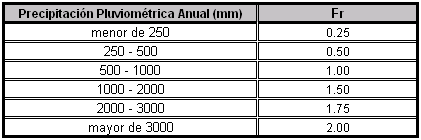 Precipitación Pluviométrica Anual (mm) Fr
menor de 250 0.25
250 - 500 0.50
500 - 1000 1.00
1000 - 2000 1.50
2000 - 3000 1.75
mayor de 3000 2.00